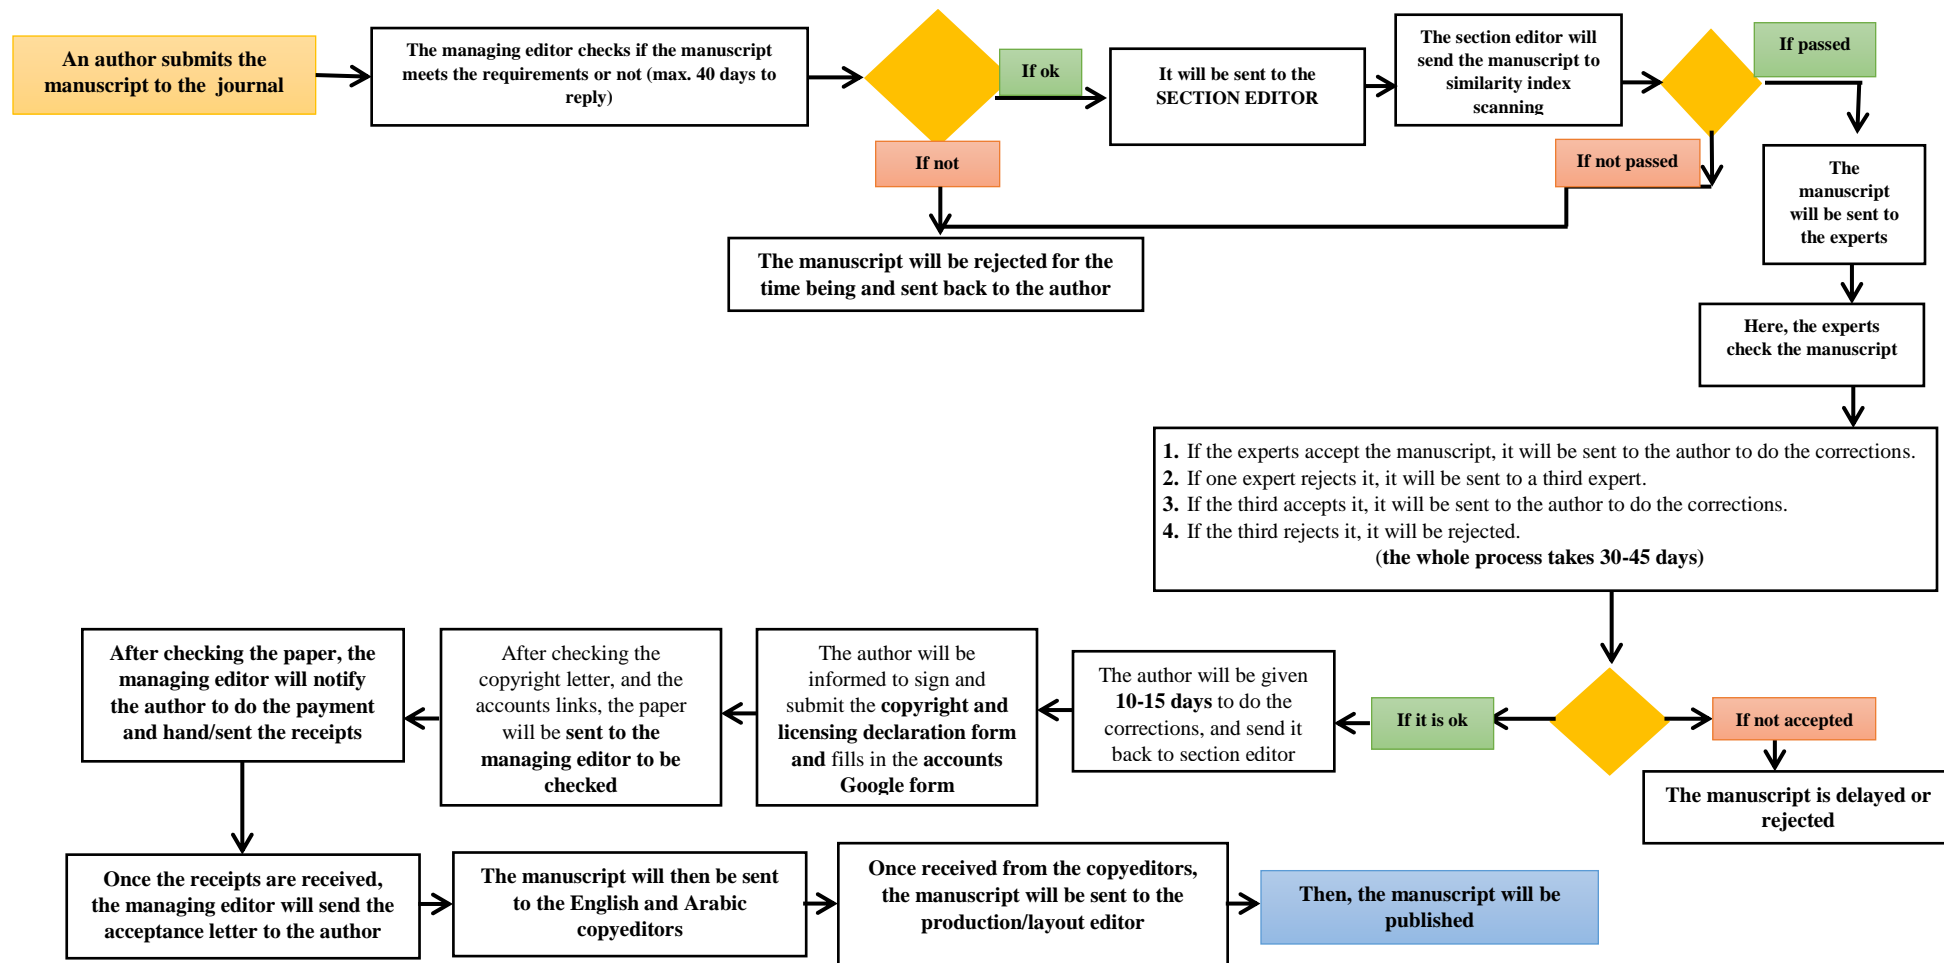 An author submits the
manuscript to the journal
The managing editor checks if the manuscript
meets the requirements or not (max. 40 days to
reply)
If ok
If not
It will be sent to the
SECTION EDITOR
The section editor will
send the manuscript to
similarity index
scanning
If passed
If not passed
The
manuscript
will be sent to
the experts
The manuscript will be rejected for the
time being and sent back to the author
Here, the experts
check the manuscript
1. If the experts accept the manuscript, it will be sent to the author to do the corrections.
2. If one expert rejects it, it will be sent to a third expert.
3. If the third accepts it, it will be sent to the author to do the corrections.
4. If the third rejects it, it will be rejected.
(the whole process takes 30-45 days)
If not accepted
The manuscript is delayed or
rejected
If it is ok
The author will be given
10-15 days to do the
corrections, and send it
back to section editor
The author will be
informed to sign and
submit the copyright and
licensing declaration form
and fills in the accounts
Google form
After checking the
copyright letter, and the
accounts links, the paper
will be sent to the
managing editor to be
checked
After checking the paper, the
managing editor will notify
the author to do the payment
and hand/sent the receipts
Once the receipts are received,
the managing editor will send the
acceptance letter to the author
The manuscript will then be sent
to the English and Arabic
copyeditors
Once received from the copyeditors,
the manuscript will be sent to the
production/layout editor
Then, the manuscript will be
published